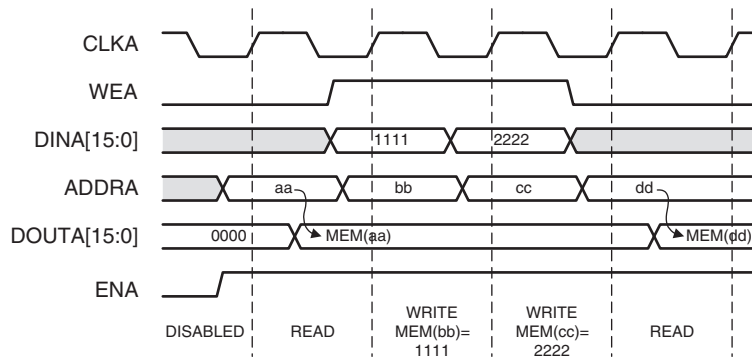 CLKA
WEA
DINA[15:0] 1111 2222
ADDRA aa bb cc dd
DOUTA[15:0] 0000 MEM(aa) MEM(dd)
ENA
DISABLED READ WRITE MEM(bb)= 1111 WRITE MEM(cc)= 2222 READ